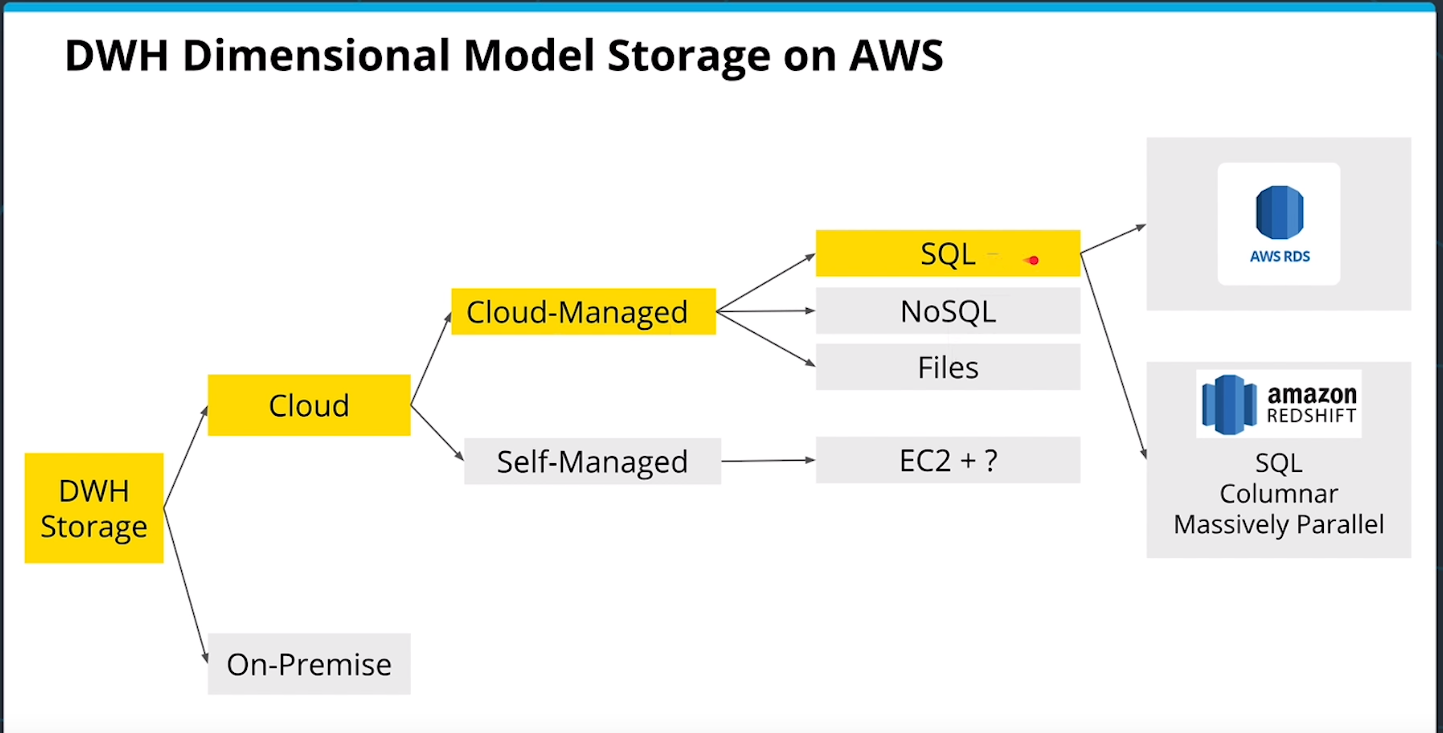 DWH Dimensional Model Storage on AWS
DWH
Storage
Cloud
On-Premise
Cloud-Managed
Self-Managed
SQL
NoSQL
Files
EC2 + ?
AWS RDS
amazon
REDSHIFT
SQL
Columnar
Massively Parallel